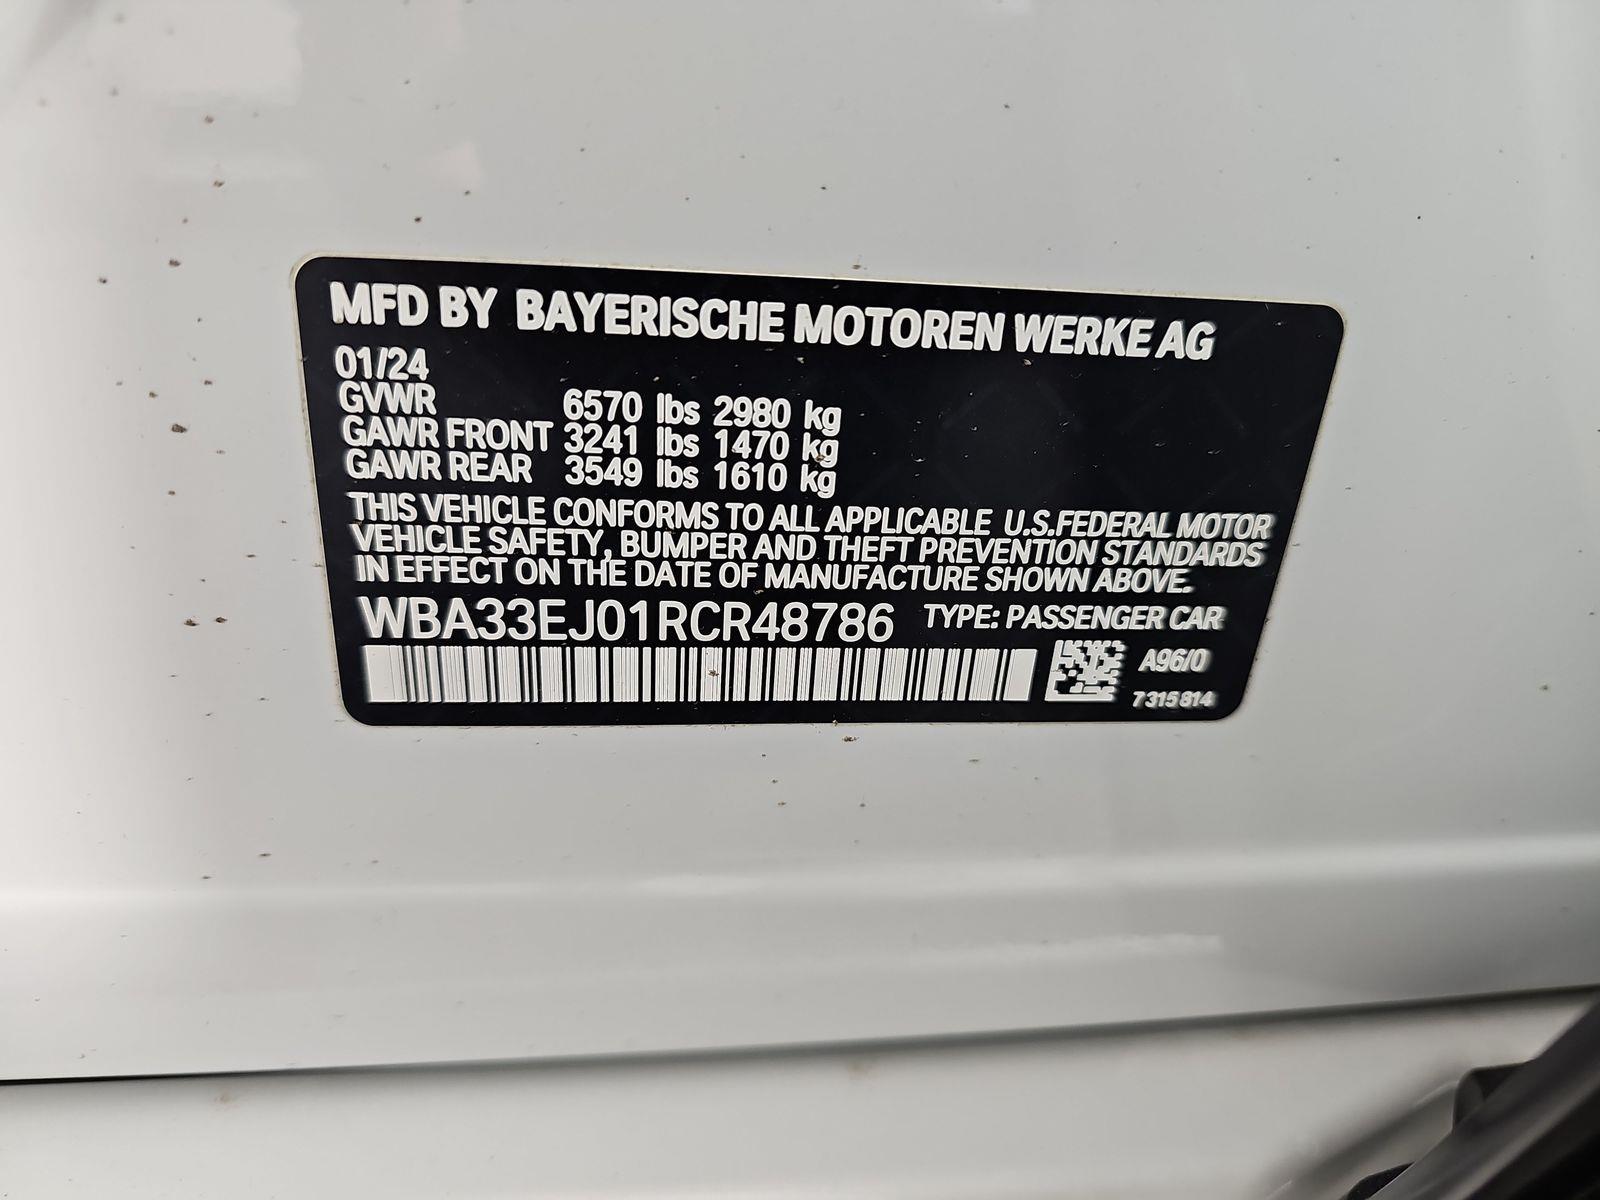 MFD BY BAYERISCHE MOTOREN WERKE AG
01/24
GVWR 6570 lbs 2980 kg
GAWR FRONT 3241 lbs 1470 kg
GAWR REAR 3549 lbs 1610 kg
THIS VEHICLE CONFORMS TO ALL APPLICABLE U.S.FEDERAL MOTOR
VEHICLE SAFETY, BUMPER AND THEFT PREVENTION STANDARDS
IN EFFECT ON THE DATE OF MANUFACTURE SHOWN ABOVE.
WBA33EJ01RCR48786 TYPE: PASSENGER CAR
A96/0
7315814